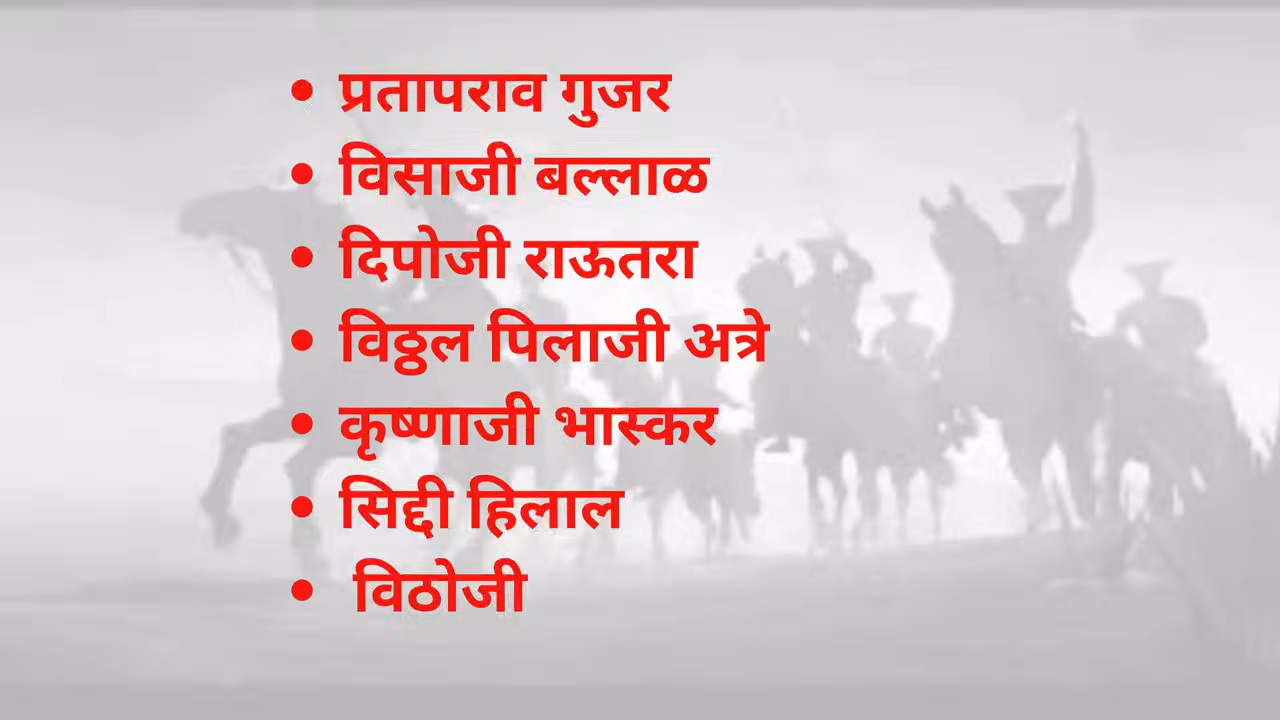 • प्रतापराव गुजर
• विसाजी बल्लाळ
• दिपोजी राऊतरा
• विठ्ठल पिलाजी अत्रे
• कृष्णाजी भास्कर
• सिद्दी हिलाल
• विठोजी